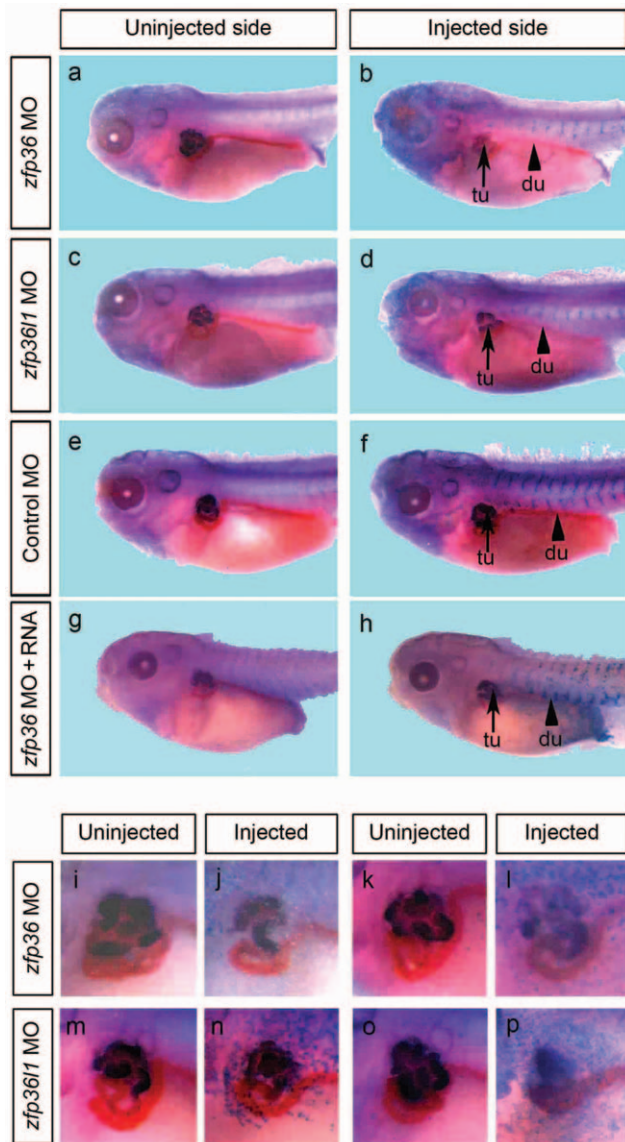 Uninjected side
Injected side
zfp36 MO
a
b
tu
du
zfp36l1 MO
c
d
tu
du
Control MO
e
f
tu
du
zfp36 MO + RNA
g
h
tu
du
Uninjected
Injected
Uninjected
Injected
zfp36 MO
i
j
k
l
zfp36l1 MO
m
n
o
p